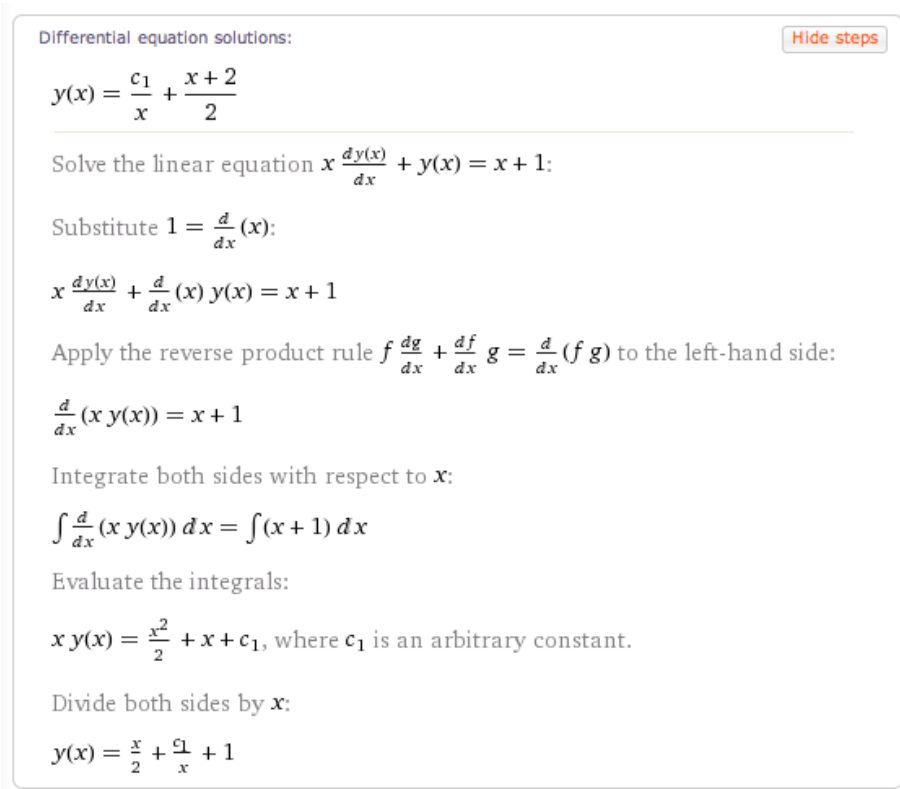 Differential equation solutions:
Hide steps
y(x) = c₁/x + (x + 2)/2
Solve the linear equation x dy(x)/dx + y(x) = x + 1:
Substitute 1 = d/dx (x):
x dy(x)/dx + d/dx (x) y(x) = x + 1
Apply the reverse product rule f dg/dx + df/dx g = d/dx (f g) to the left-hand side:
d/dx (x y(x)) = x + 1
Integrate both sides with respect to x:
∫ d/dx (x y(x)) dx = ∫(x + 1) dx
Evaluate the integrals:
x y(x) = x²/2 + x + c₁, where c₁ is an arbitrary constant.
Divide both sides by x:
y(x) = x/2 + c₁/x + 1